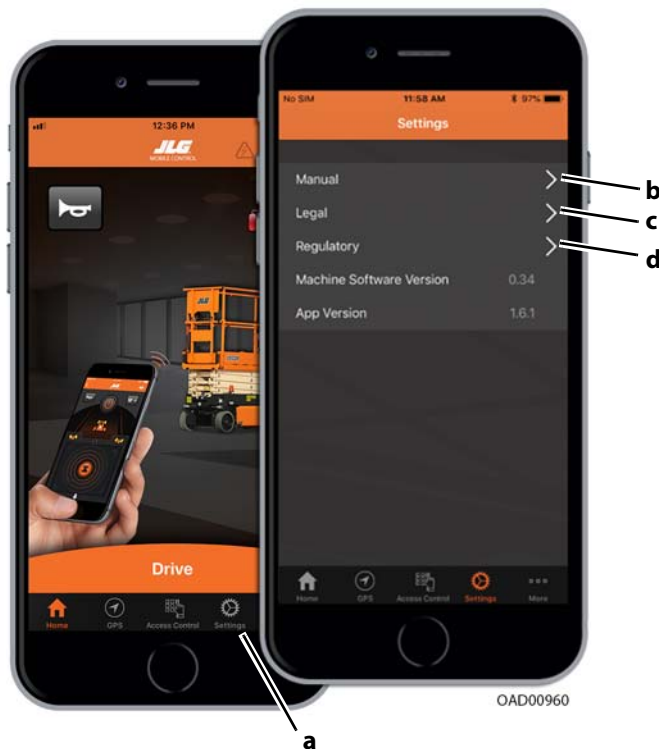 12:36 PM
JLG
MOBILE CONTROL
Drive
Home GPS Access Control Settings
No SIM 11:58 AM 97%
Settings
Manual
Legal
Regulatory
Machine Software Version 0.34
App Version 1.6.1
Home GPS Access Control Settings More
b
c
d
a
OAD00960
JLG